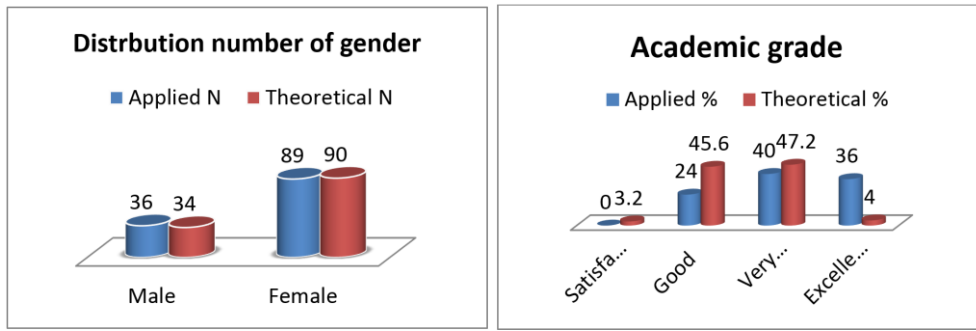 Distrbution number of gender
Applied N Theoretical N
36 34 89 90
Male Female
Academic grade
Applied % Theoretical %
0 3.2 24 45.6 40 47.2 36 4
Satisfa... Good Very... Excelle...